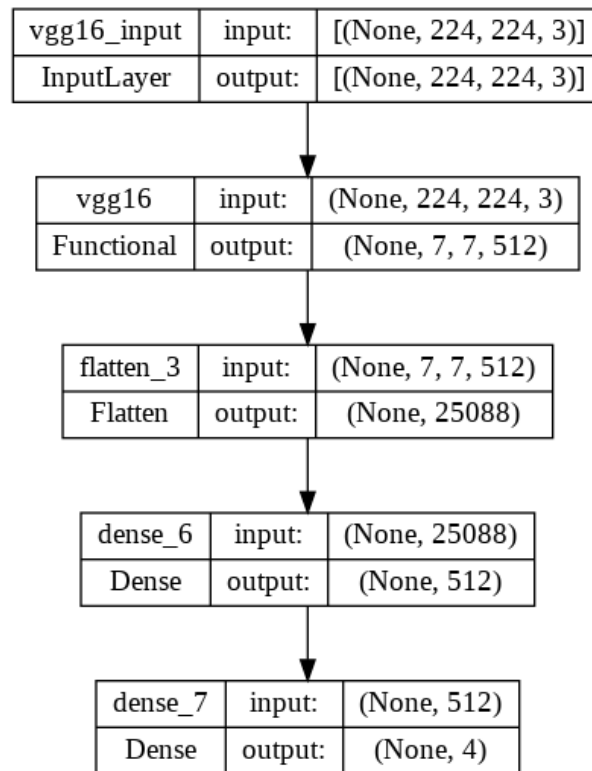 vgg16_input input: [(None, 224, 224, 3)]
InputLayer output: [(None, 224, 224, 3)]
vgg16 input: (None, 224, 224, 3)
Functional output: (None, 7, 7, 512)
flatten_3 input: (None, 7, 7, 512)
Flatten output: (None, 25088)
dense_6 input: (None, 25088)
Dense output: (None, 512)
dense_7 input: (None, 512)
Dense output: (None, 4)